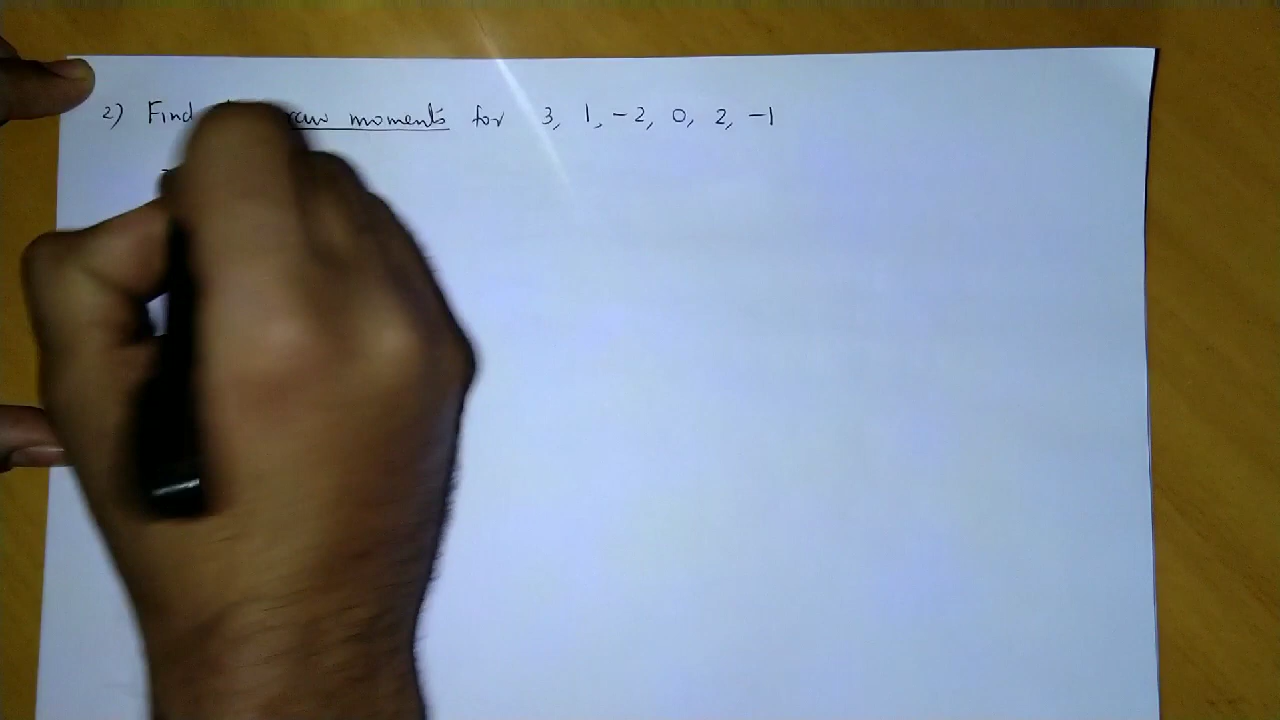 2) Find raw moments for 3, 1, -2, 0, 2, -1